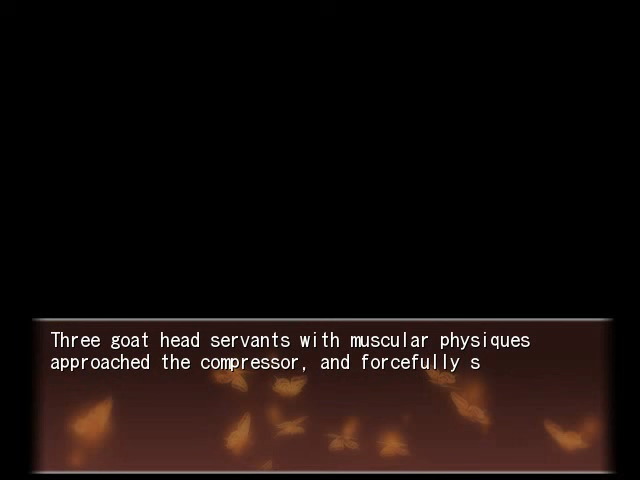 Three goat head servants with muscular physiques
approached the compressor, and forcefully s